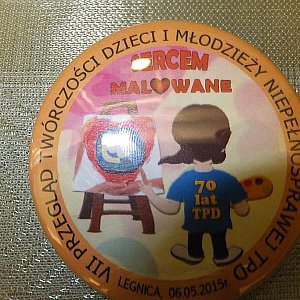 VII PRZEGLĄD TWÓRCZOŚCI DZIECI I MŁODZIEŻY NIEPEŁNOSPRAWNEJ TPD
SERCEM
MALOWANE
70
lat
TPD
LEGNICA, 06.05.2015r.